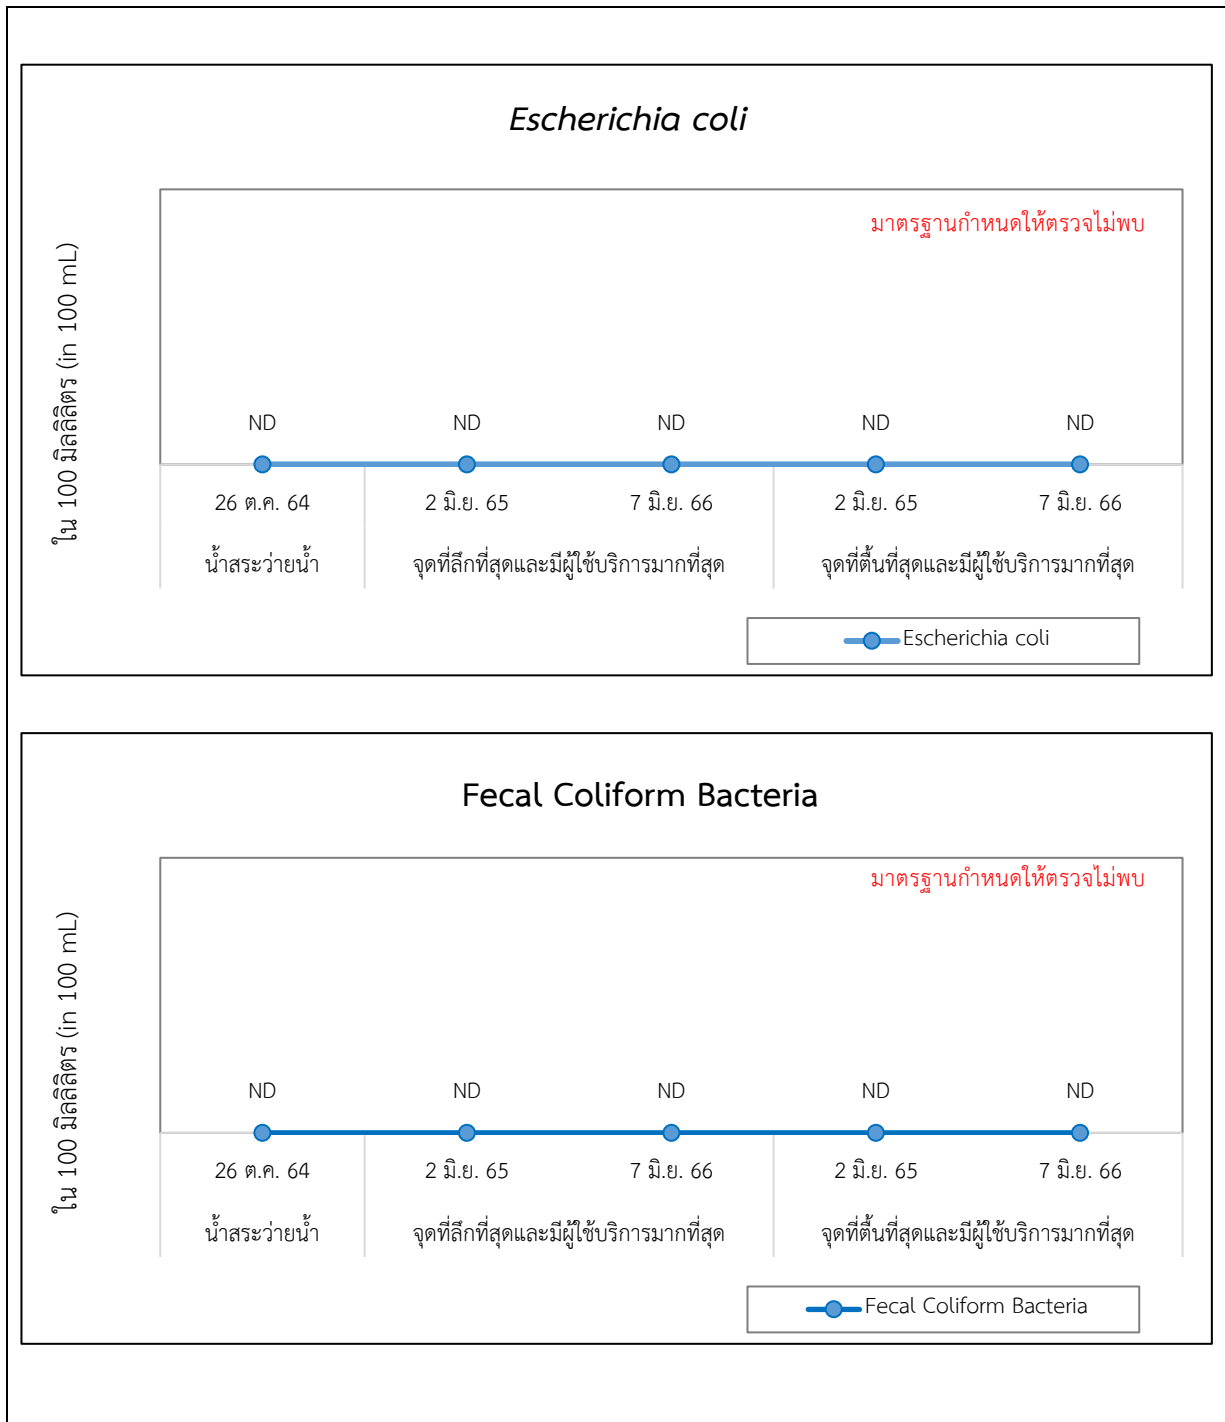 Escherichia coli
มาตรฐานกำหนดให้ตรวจไม่พบ
ใน 100 มิลลิลิตร (in 100 mL)
ND ND ND ND ND
26 ต.ค. 64 2 มิ.ย. 65 7 มิ.ย. 66 2 มิ.ย. 65 7 มิ.ย. 66
น้ำสระว่ายน้ำ จุดที่ลึกที่สุดและมีผู้ใช้บริการมากที่สุด จุดที่ตื้นที่สุดและมีผู้ใช้บริการมากที่สุด
Escherichia coli
Fecal Coliform Bacteria
มาตรฐานกำหนดให้ตรวจไม่พบ
ใน 100 มิลลิลิตร (in 100 mL)
ND ND ND ND ND
26 ต.ค. 64 2 มิ.ย. 65 7 มิ.ย. 66 2 มิ.ย. 65 7 มิ.ย. 66
น้ำสระว่ายน้ำ จุดที่ลึกที่สุดและมีผู้ใช้บริการมากที่สุด จุดที่ตื้นที่สุดและมีผู้ใช้บริการมากที่สุด
Fecal Coliform Bacteria